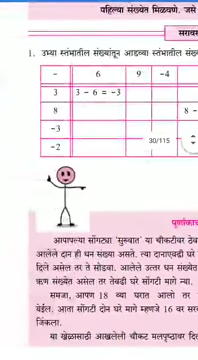 पहिल्या संख्येत मिळवणे. जसे
सरावसं
1. उभ्या स्तंभातील संख्यांतून आडव्या स्तंभातील संख्य
− 6 9 −4
3 3 − 6 = −3
8 8 −
−3
−2
30/115
पूर्णांकाच
आपापल्या सोंगट्या 'सुरुवात' या चौकटीवर ठेव
आलेले दान ही धन संख्या असते. त्या दानाएवढी घरे
दिले असेल तर ते सोडवा. आलेले उत्तर धन संख्येत
ऋण संख्येत असेल तर तेवढी घरे सोंगटी मागे न्या.
समजा, आपण 18 व्या घरात आलो तर
येईल. आता सोंगटी दोन घरे मागे म्हणजे 16 वर सर
जिंकला.
या खेळासाठी आखलेली चौकट मलपृष्ठावर दि